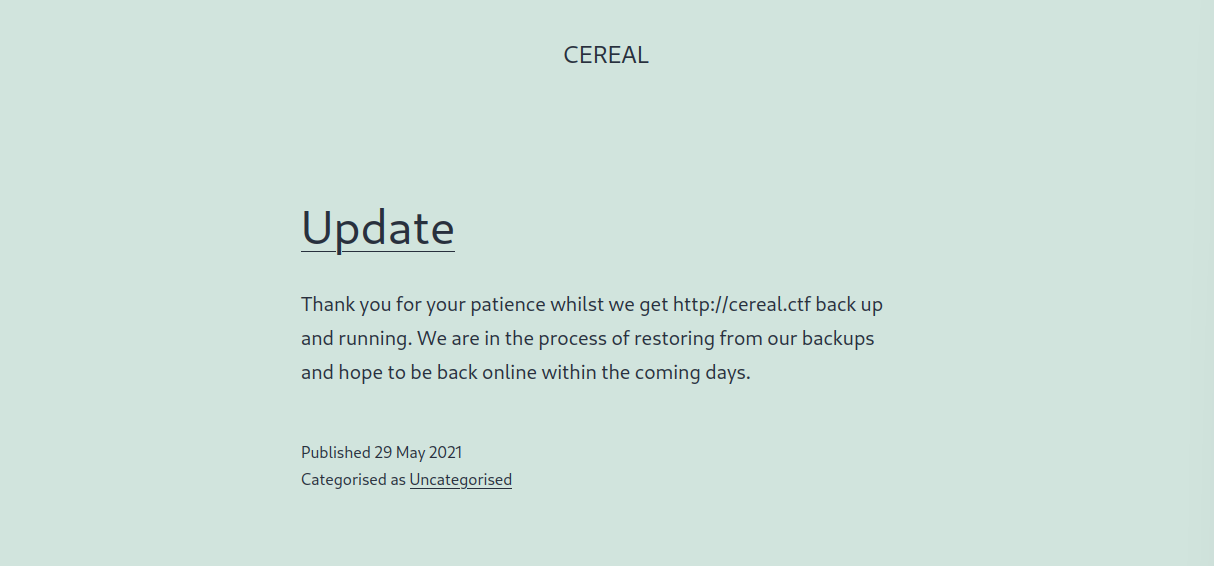 CEREAL
Update
Thank you for your patience whilst we get http://cereal.ctf back up
and running. We are in the process of restoring from our backups
and hope to be back online within the coming days.
Published 29 May 2021
Categorised as Uncategorised